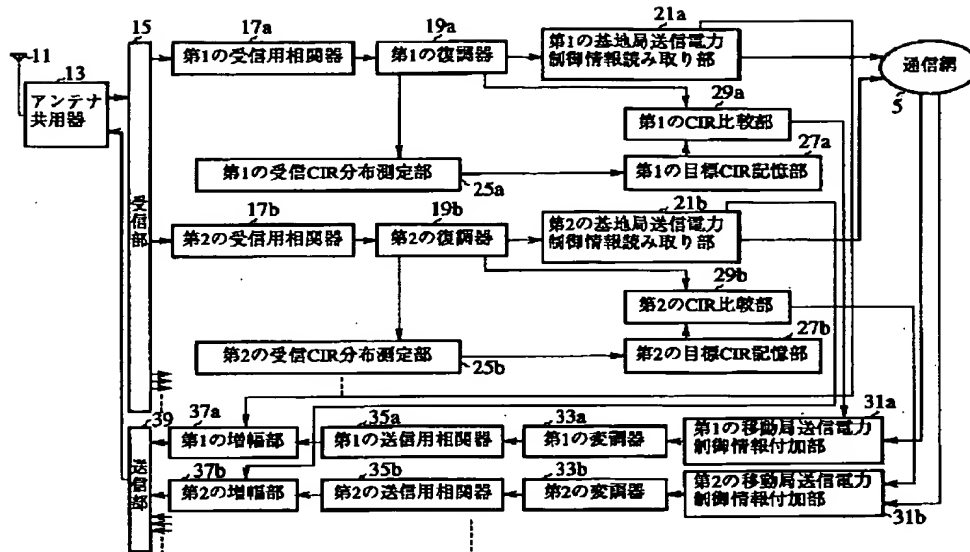 11
13
アンテナ
共用器
15
受信部
17a
第1の受信用相関器
19a
第1の復調器
21a
第1の基地局送信電力
制御情報読み取り部
通信網
5
29a
第1のCIR比較部
27a
第1の目標CIR記憶部
第1の受信CIR分布測定部
25a
17b
第2の受信用相関器
19b
第2の復調器
21b
第2の基地局送信電力
制御情報読み取り部
29b
第2のCIR比較部
27b
第2の目標CIR記憶部
第2の受信CIR分布測定部
25b
39
送信部
37a
第1の増幅部
35a
第1の送信用相関器
33a
第1の変調器
31a
第1の移動局送信電力
制御情報付加部
37b
第2の増幅部
35b
第2の送信用相関器
33b
第2の変調器
第2の移動局送信電力
制御情報付加部
31b